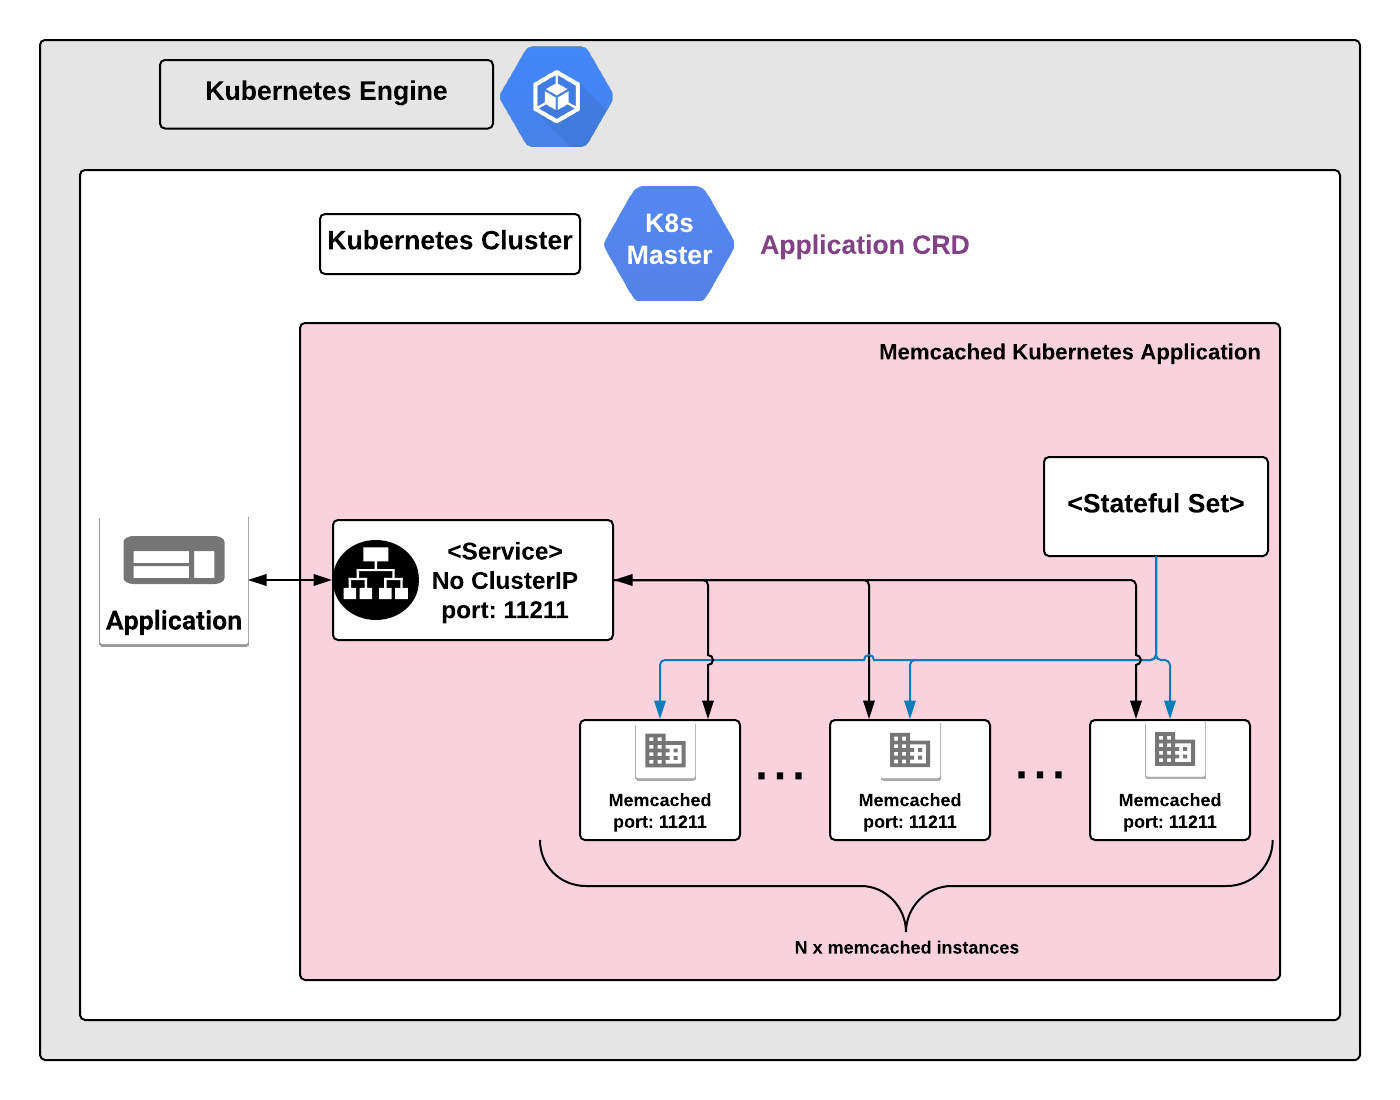 Kubernetes Engine
Kubernetes Cluster
K8s
Master
Application CRD
Memcached Kubernetes Application
<Stateful Set>
Application
<Service>
No ClusterIP
port: 11211
Memcached
port: 11211
...
Memcached
port: 11211
...
Memcached
port: 11211
N x memcached instances